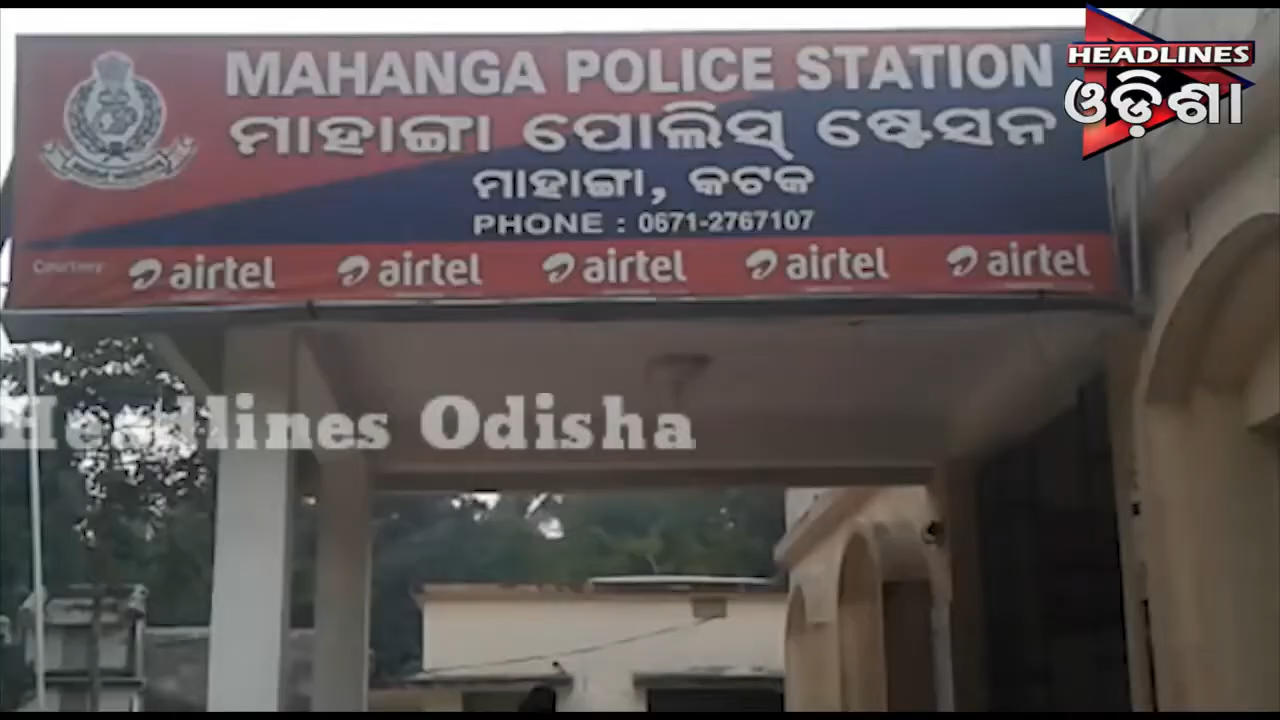 MAHANGA POLICE STATION
ମାହାଙ୍ଗା ପୋଲିସ୍ ଷ୍ଟେସନ
ମାହାଙ୍ଗା, କଟକ
PHONE : 0671-2767107
Courtesy airtel airtel airtel airtel airtel
HEADLINES
ଓଡ଼ିଶା
Headlines Odisha